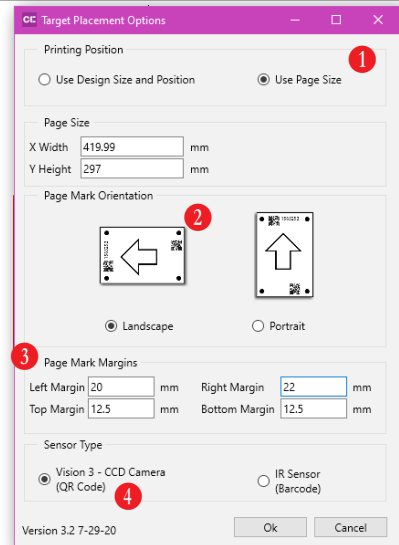 CE Target Placement Options
Printing Position
1
Use Design Size and Position Use Page Size
Page Size
X Width 419.99 mm
Y Height 297 mm
Page Mark Orientation
2
Landscape Portrait
3
Page Mark Margins
Left Margin 20 mm Right Margin 22 mm
Top Margin 12.5 mm Bottom Margin 12.5 mm
Sensor Type
Vision 3 - CCD Camera IR Sensor
(QR Code) (Barcode)
4
Version 3.2 7-29-20 Ok Cancel